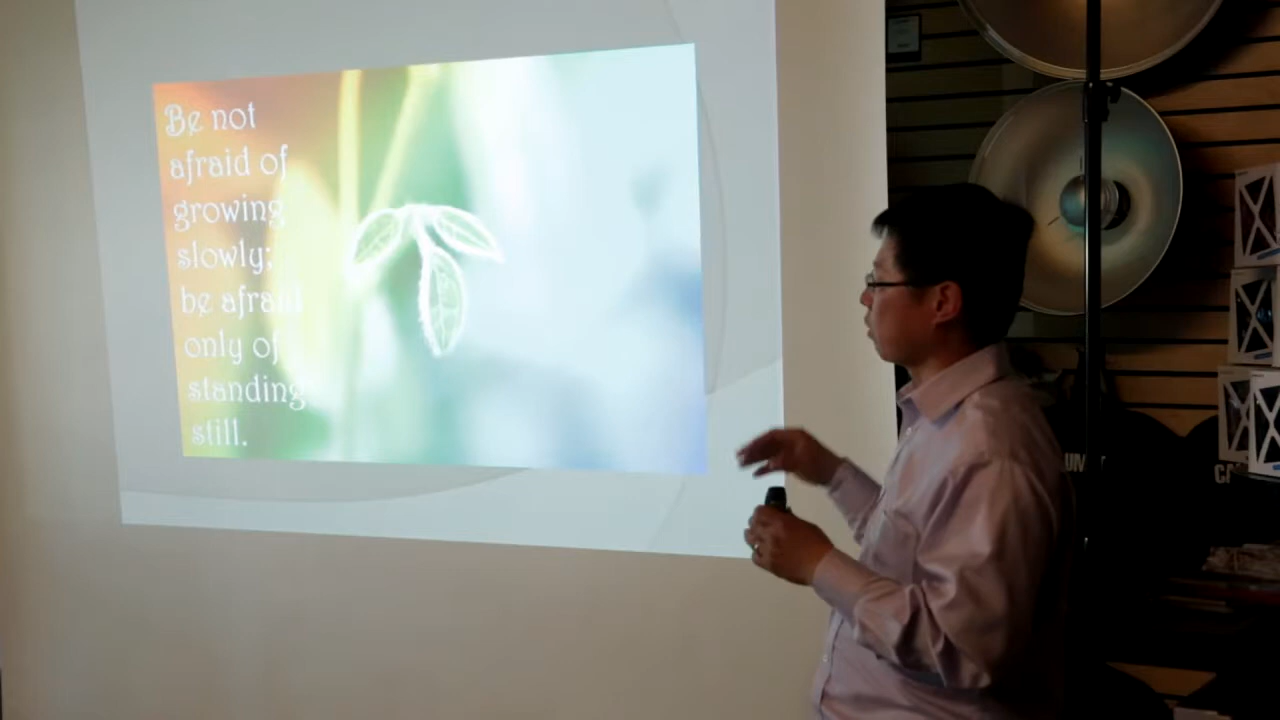 Be not
afraid of
growing
slowly;
be afraid
only of
standing
still.